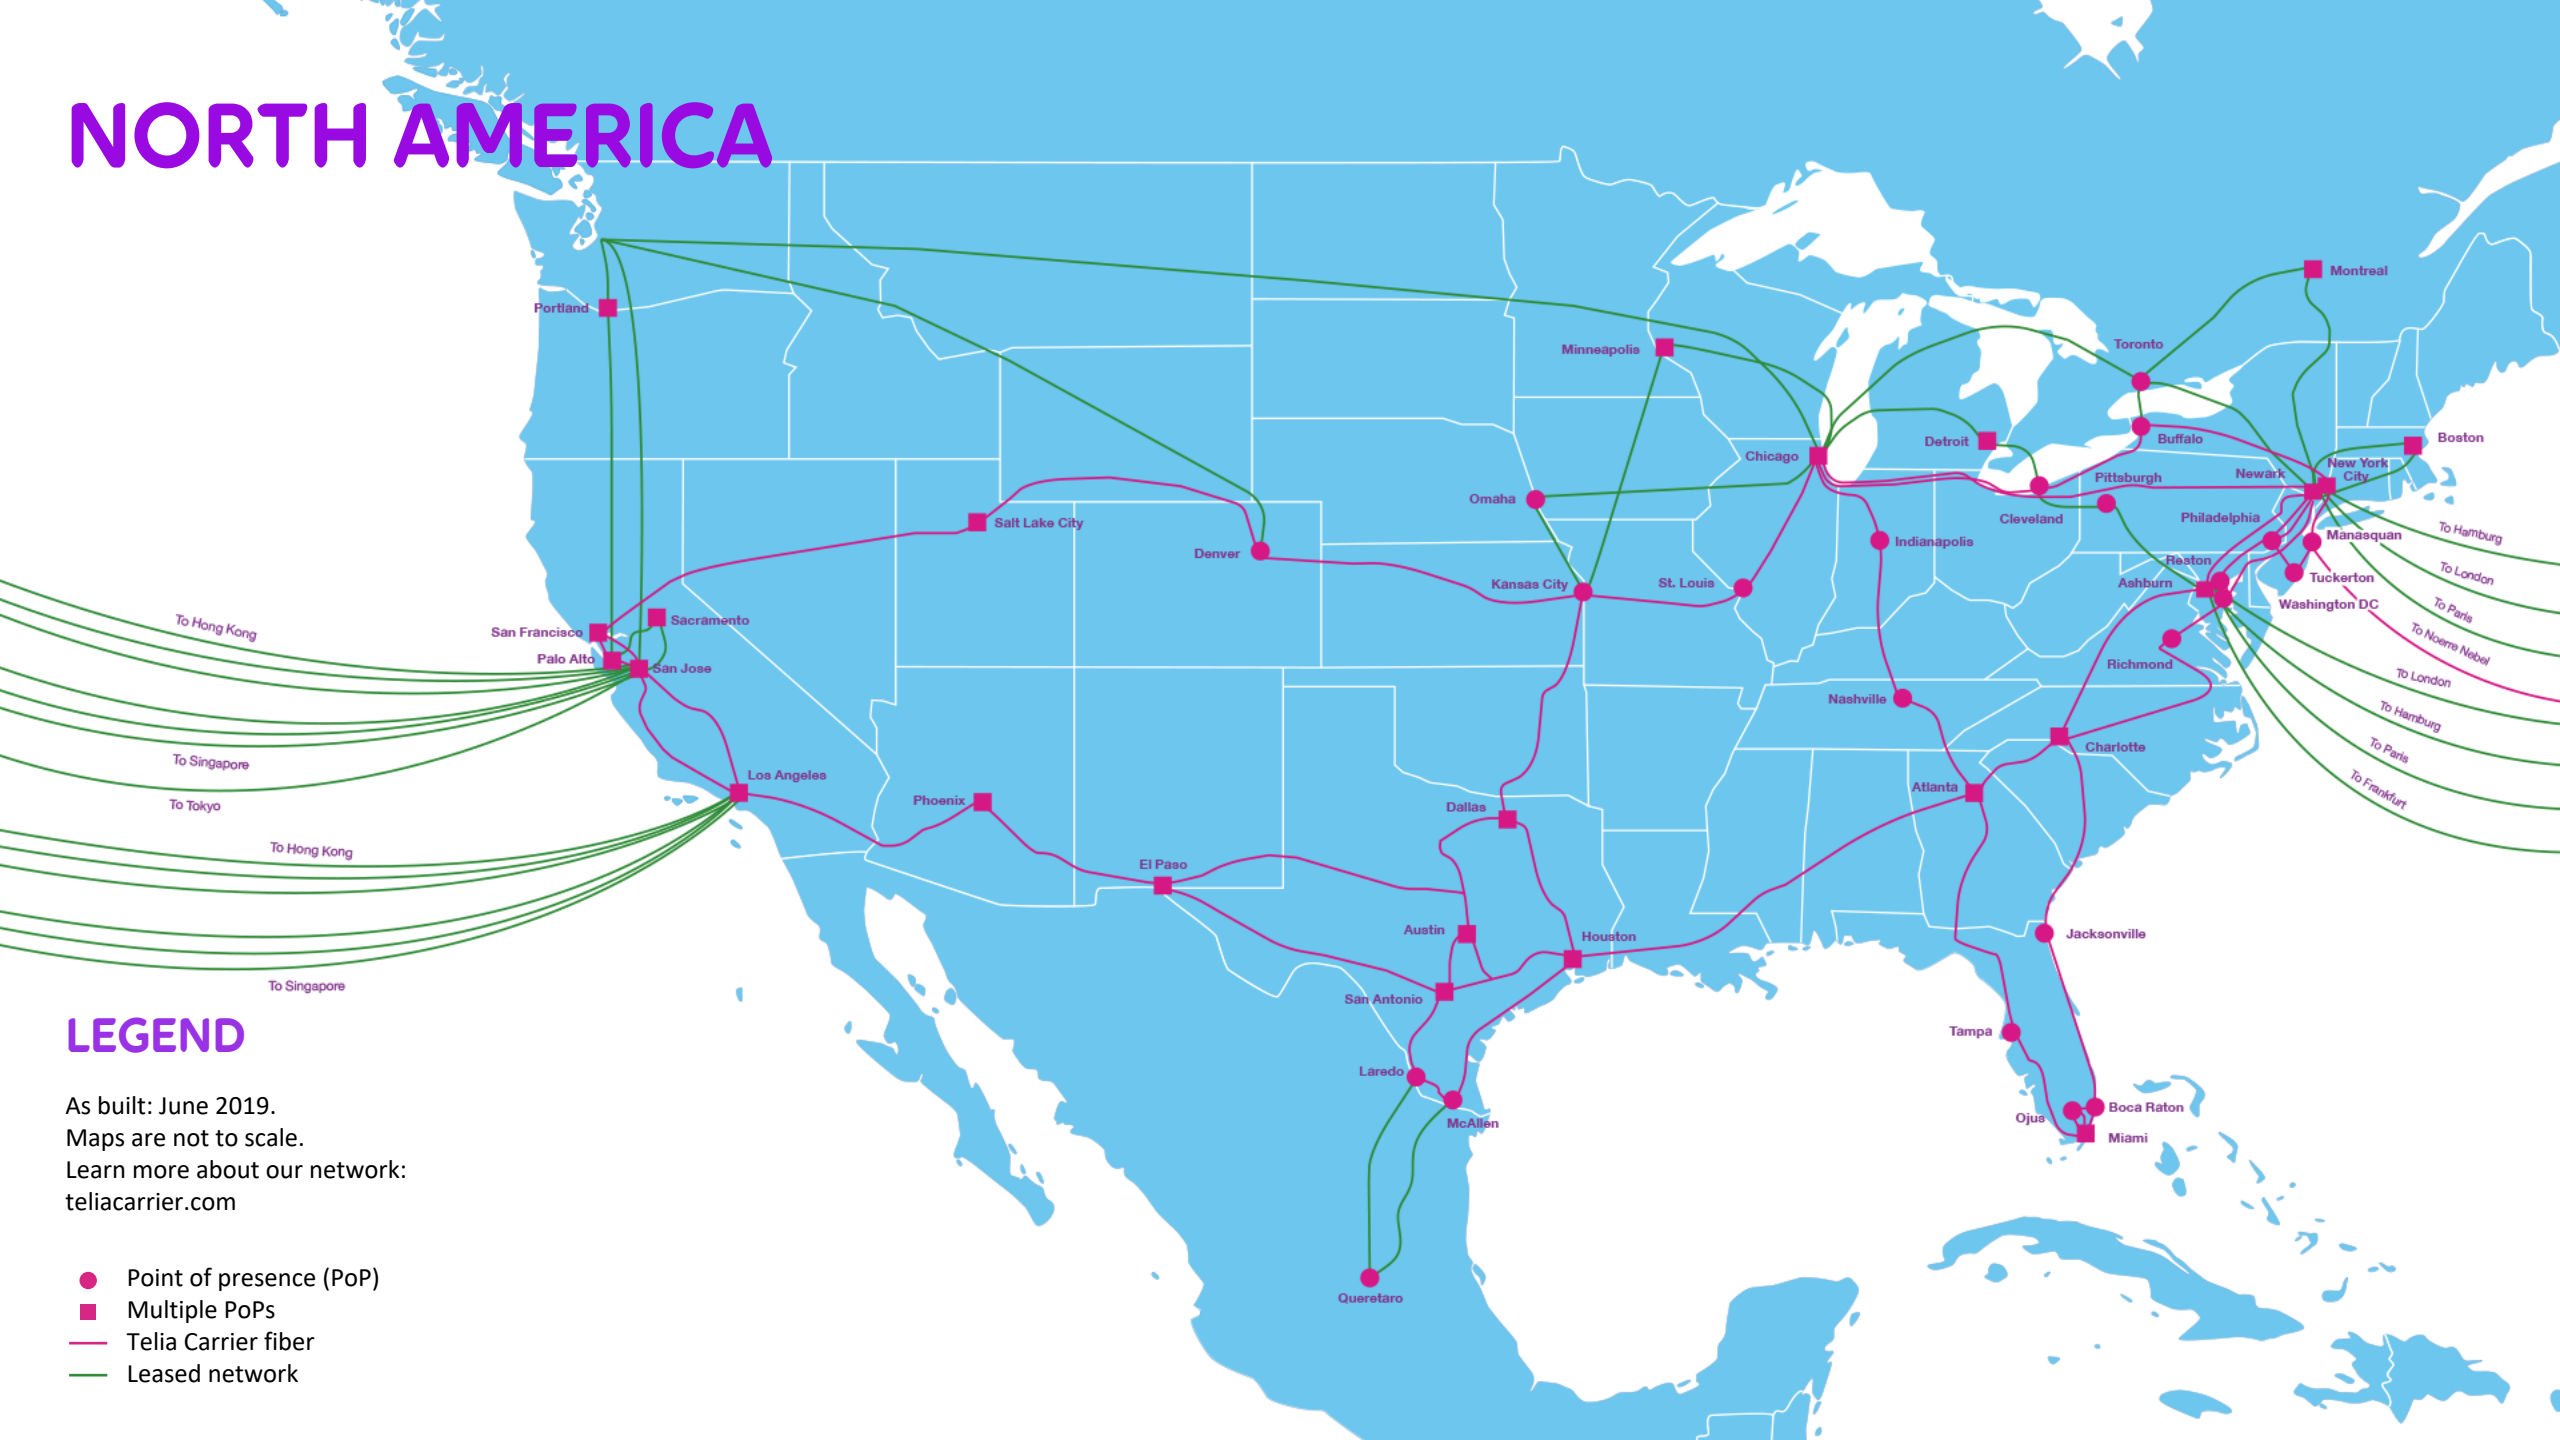 NORTH AMERICA
Portland
Minneapolis
Montreal
Toronto
Chicago
Detroit
Buffalo
Boston
Omaha
Pittsburgh
Newark
New York
City
Salt Lake City
Cleveland
Philadelphia
To Hamburg
Denver
Indianapolis
Manasquan
Reston
To London
Kansas City
St. Louis
Ashburn
Tuckerton
Washington DC
To Paris
To Hong Kong
San Francisco
Sacramento
Palo Alto
San Jose
Richmond
To Noerre Nebel
To London
Nashville
To Hamburg
Charlotte
To Paris
To Singapore
Los Angeles
To Tokyo
Phoenix
Dallas
Atlanta
To Frankfurt
To Hong Kong
El Paso
Austin
Houston
Jacksonville
To Singapore
San Antonio
Tampa
Laredo
McAllen
Ojus
Boca Raton
Miami
Queretaro
LEGEND
As built: June 2019.
Maps are not to scale.
Learn more about our network:
teliacarrier.com
Point of presence (PoP)
Multiple PoPs
Telia Carrier fiber
Leased network